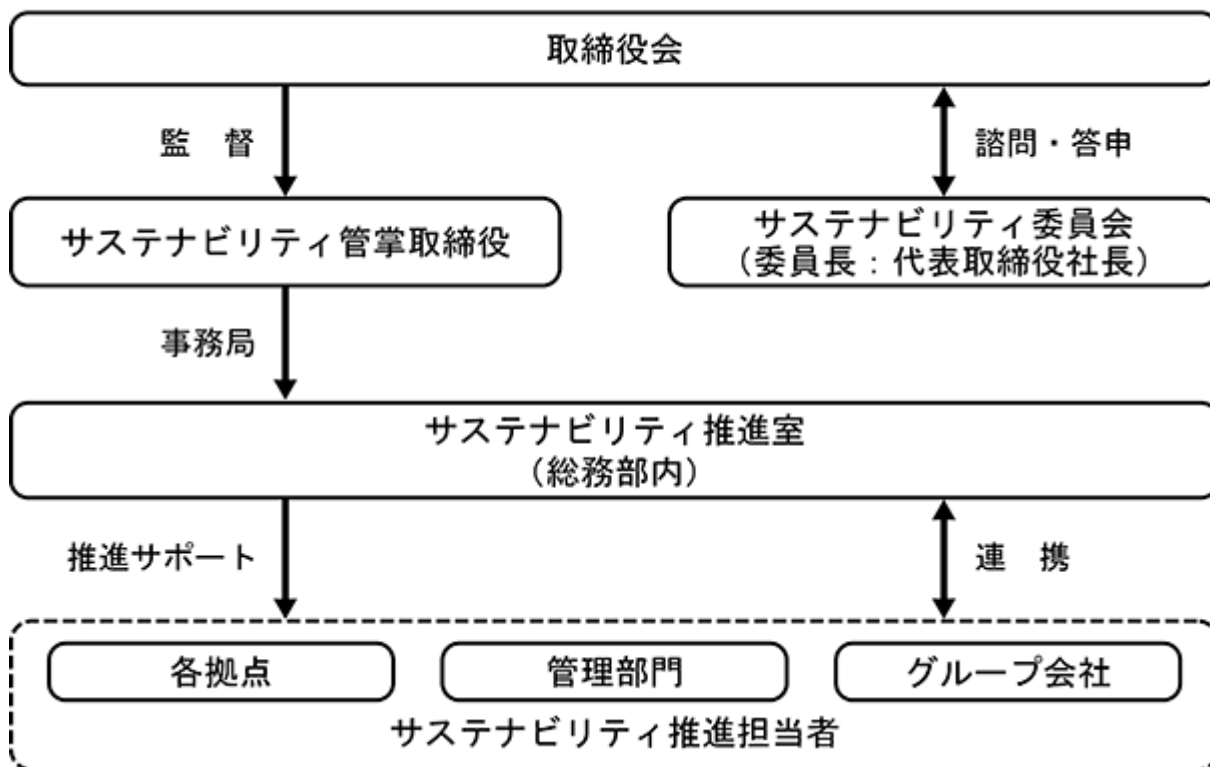 取締役会
監　督
諮問・答申
サステナビリティ管掌取締役
サステナビリティ委員会
（委員長：代表取締役社長）
事務局
サステナビリティ推進室
（総務部内）
推進サポート
連　携
各拠点
管理部門
グループ会社
サステナビリティ推進担当者